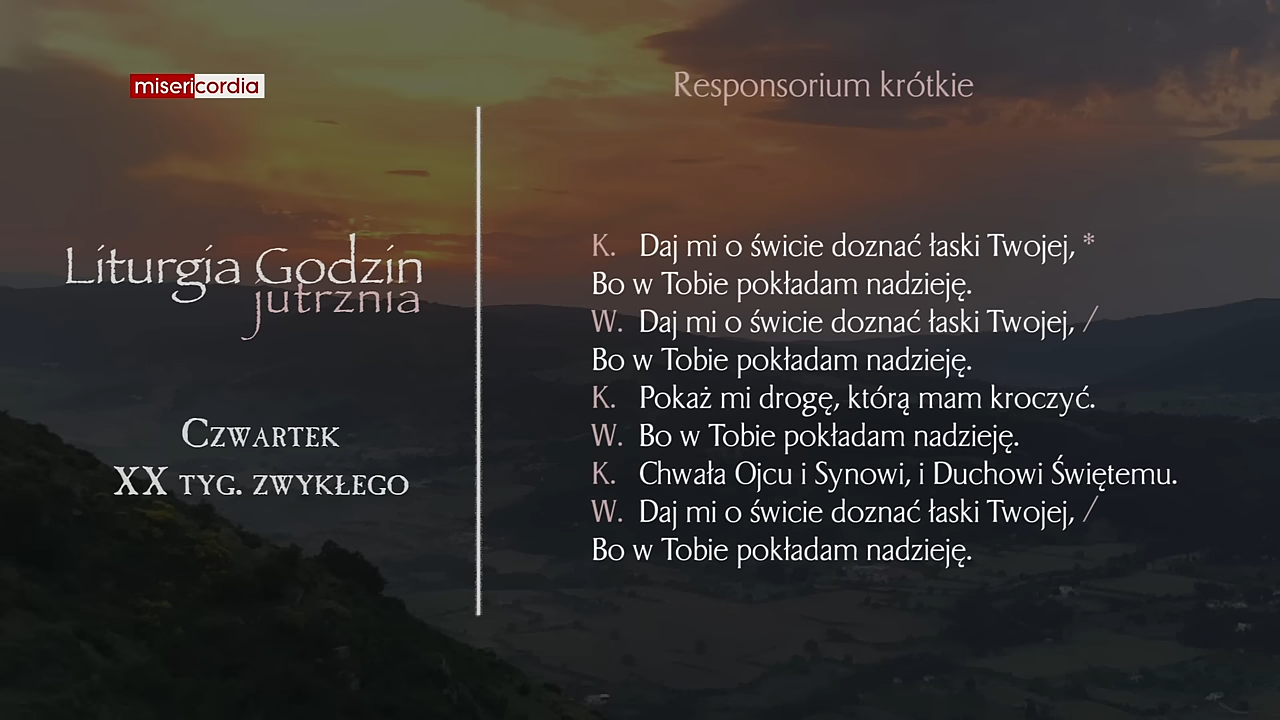 misericordia
Liturgia Godzin
jutrznia
Czwartek
XX tyg. zwykłego
Responsorium krótkie
K. Daj mi o świcie doznać łaski Twojej, *
Bo w Tobie pokładam nadzieję.
W. Daj mi o świcie doznać łaski Twojej, /
Bo w Tobie pokładam nadzieję.
K. Pokaż mi drogę, którą mam kroczyć.
W. Bo w Tobie pokładam nadzieję.
K. Chwała Ojcu i Synowi, i Duchowi Świętemu.
W. Daj mi o świcie doznać łaski Twojej, /
Bo w Tobie pokładam nadzieję.